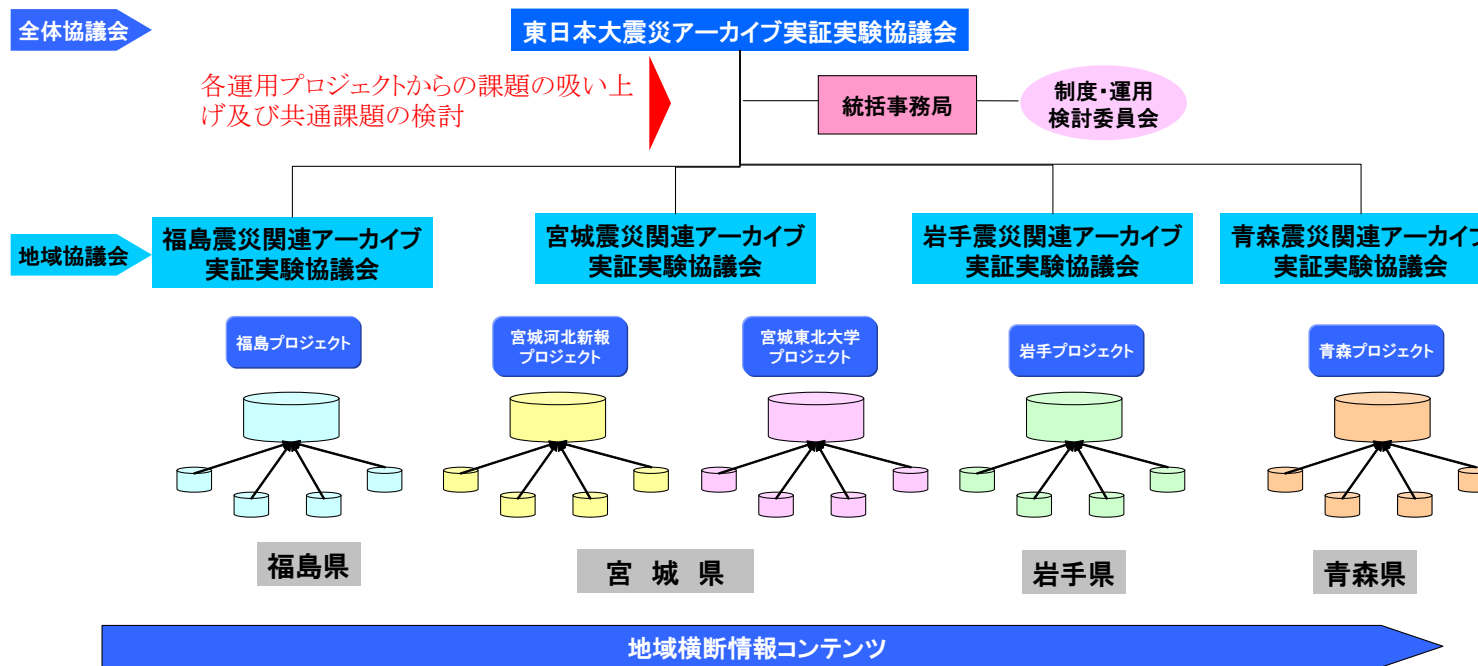 全体協議会
東日本大震災アーカイブ実証実験協議会
各運用プロジェクトからの課題の吸い上
げ及び共通課題の検討
統括事務局
制度・運用
検討委員会
地域協議会
福島震災関連アーカイブ
実証実験協議会
宮城震災関連アーカイブ
実証実験協議会
岩手震災関連アーカイブ
実証実験協議会
青森震災関連アーカイブ
実証実験協議会
福島プロジェクト
宮城河北新報
プロジェクト
宮城東北大学
プロジェクト
岩手プロジェクト
青森プロジェクト
福島県
宮 城 県
岩手県
青森県
地域横断情報コンテンツ